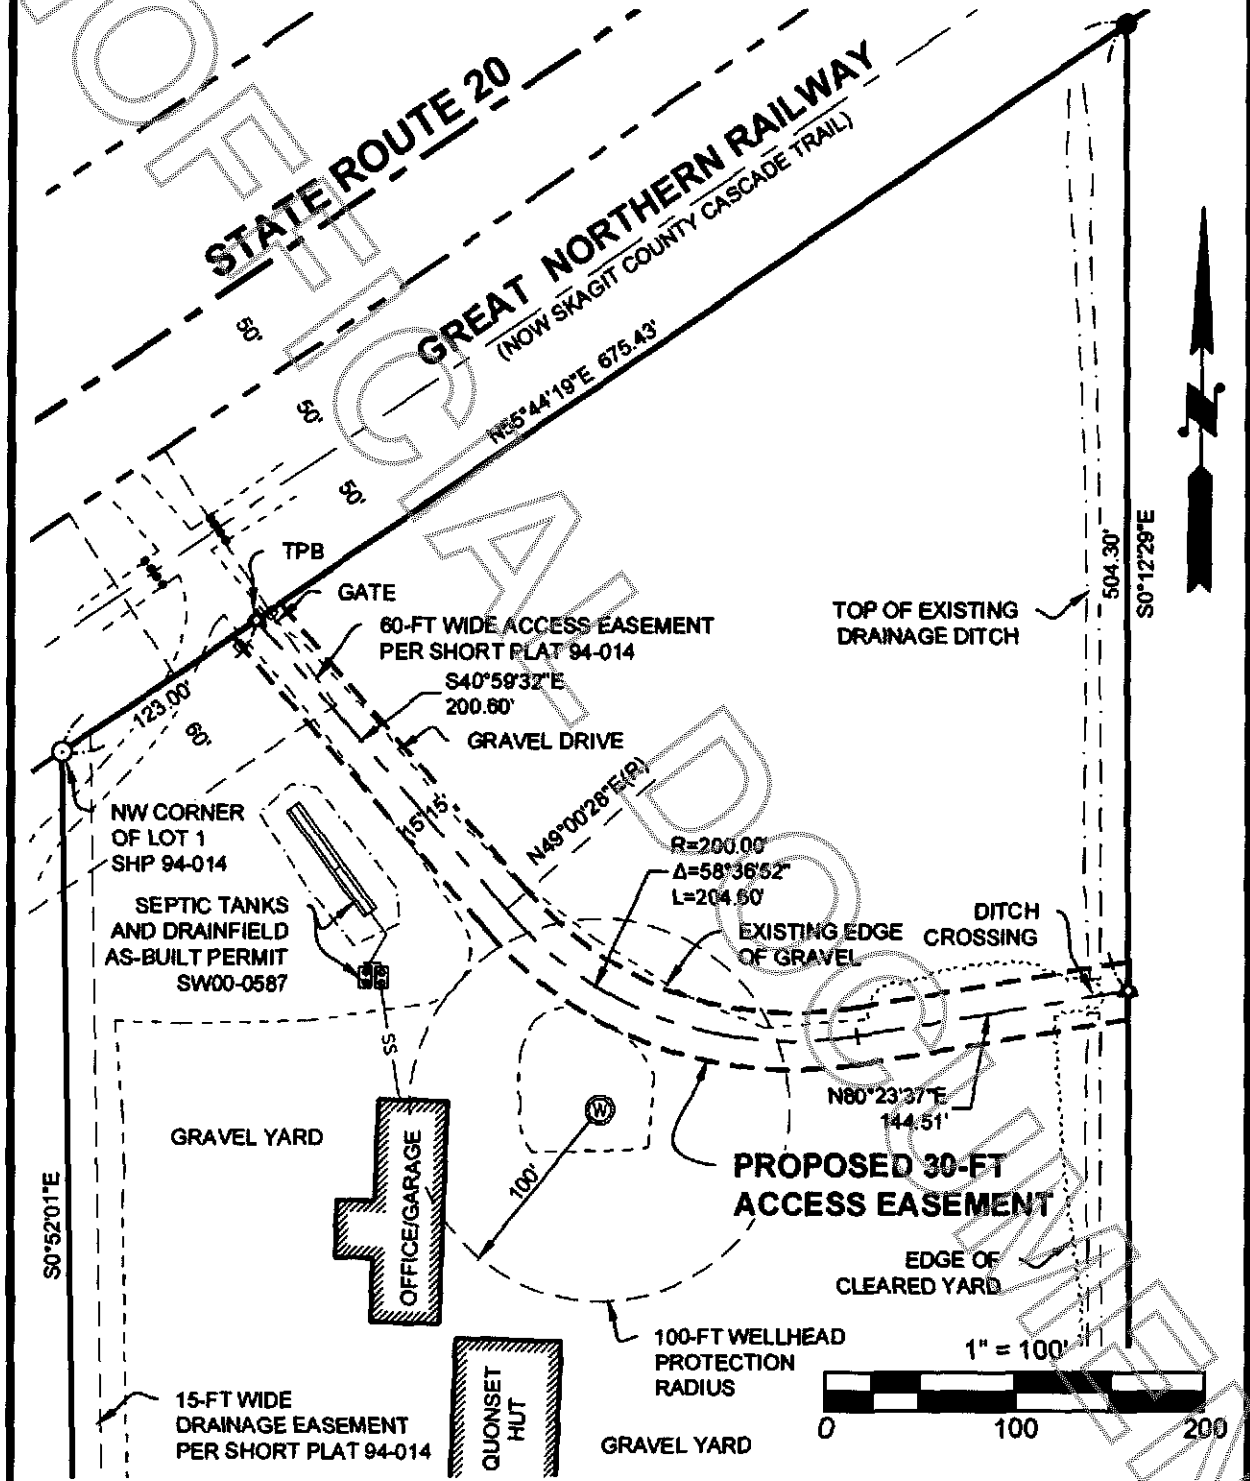 STATE ROUTE 20
GREAT NORTHERN RAILWAY
(NOW SKAGIT COUNTY CASCADE TRAIL)
50'
50'
50'
N55°44'19"E 675.43'
N
TPB
GATE
60-FT WIDE ACCESS EASEMENT
PER SHORT PLAT 94-014
S40°59'32"E
200.60'
GRAVEL DRIVE
TOP OF EXISTING
DRAINAGE DITCH
504.30'
S0°12'29"E
123.00'
60'
NW CORNER
OF LOT 1
SHP 94-014
15' 15'
N49°00'28"E(R)
R=200.00'
Δ=58°36'52"
L=204.60'
SEPTIC TANKS
AND DRAINFIELD
AS-BUILT PERMIT
SW00-0587
EXISTING EDGE
OF GRAVEL
DITCH
CROSSING
SS
N80°23'37"E
144.51'
W
100'
GRAVEL YARD
OFFICE/GARAGE
PROPOSED 30-FT
ACCESS EASEMENT
S0°52'01"E
EDGE OF
CLEARED YARD
100-FT WELLHEAD
PROTECTION
RADIUS
1" = 100'
0 100 200
15-FT WIDE
DRAINAGE EASEMENT
PER SHORT PLAT 94-014
QUONSET
HUT
GRAVEL YARD
OFFICIAL DOCUMEN